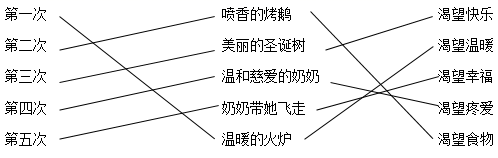 第一次 喷香的烤鹅 渴望快乐
第二次 美丽的圣诞树 渴望温暖
第三次 温和慈爱的奶奶 渴望幸福
第四次 奶奶带她飞走 渴望疼爱
第五次 温暖的火炉 渴望食物